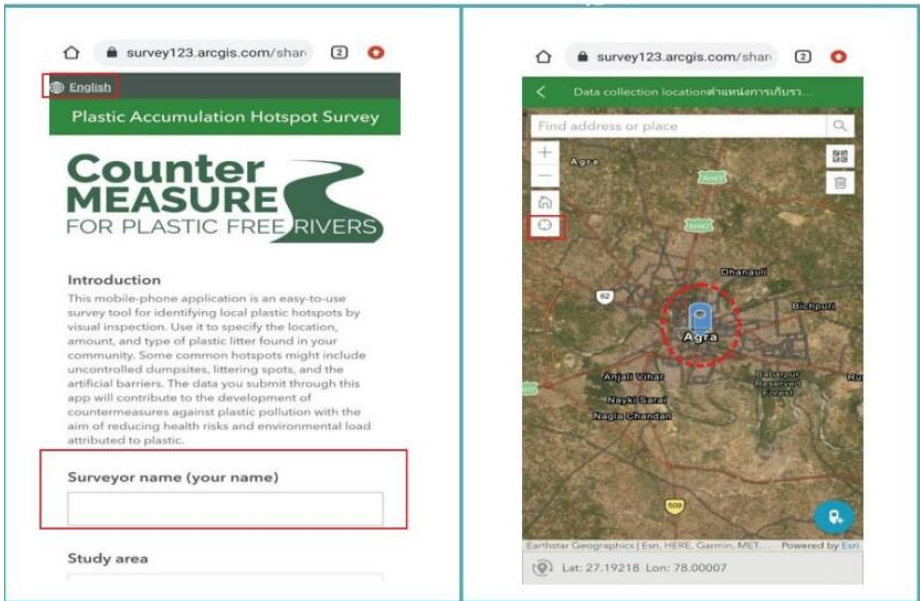 survey123.arcgis.com/shar
2
English
Plastic Accumulation Hotspot Survey
Counter
MEASURE
FOR PLASTIC FREE RIVERS
Introduction
This mobile-phone application is an easy-to-use
survey tool for identifying local plastic hotspots by
visual inspection. Use it to specify the location,
amount, and type of plastic litter found in your
community. Some common hotspots might include
uncontrolled dumpsites, littering spots, and the
artificial barriers. The data you submit through this
app will contribute to the development of
countermeasures against plastic pollution with the
aim of reducing health risks and environmental load
attributed to plastic.
Surveyor name (your name)
Study area
survey123.arcgis.com/shar
2
Data collection locationตำแหน่งการเก็บรว...
Find address or place
Agra
Dhanauli
62
Bichpuri
Agra
Anjali Vihar
Babarpur
Reserved
Forest
Ru
Nayki Sarai
Nagla Chandan
509
Earthstar Geographics | Esri, HERE, Garmin, MET... Powered by Esri
Lat: 27.19218 Lon: 78.00007